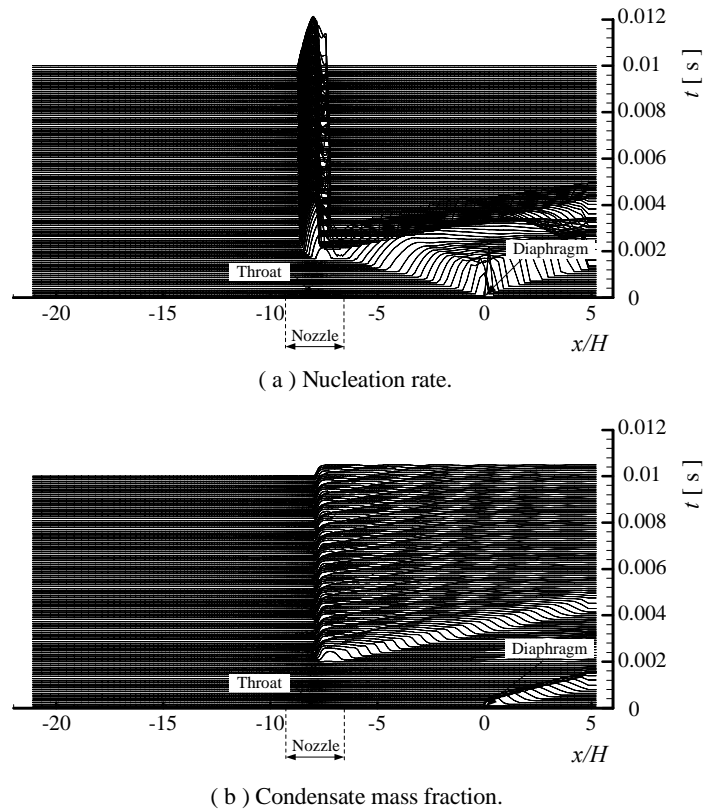 0.012
0.01
t [ s ]
0.008
0.006
0.004
Diaphragm
0.002
Throat
0
-20 -15 -10 -5 0 5
Nozzle
x/H
( a ) Nucleation rate.
0.012
0.01
t [ s ]
0.008
0.006
0.004
Diaphragm
0.002
Throat
0
-20 -15 -10 -5 0 5
Nozzle
x/H
( b ) Condensate mass fraction.